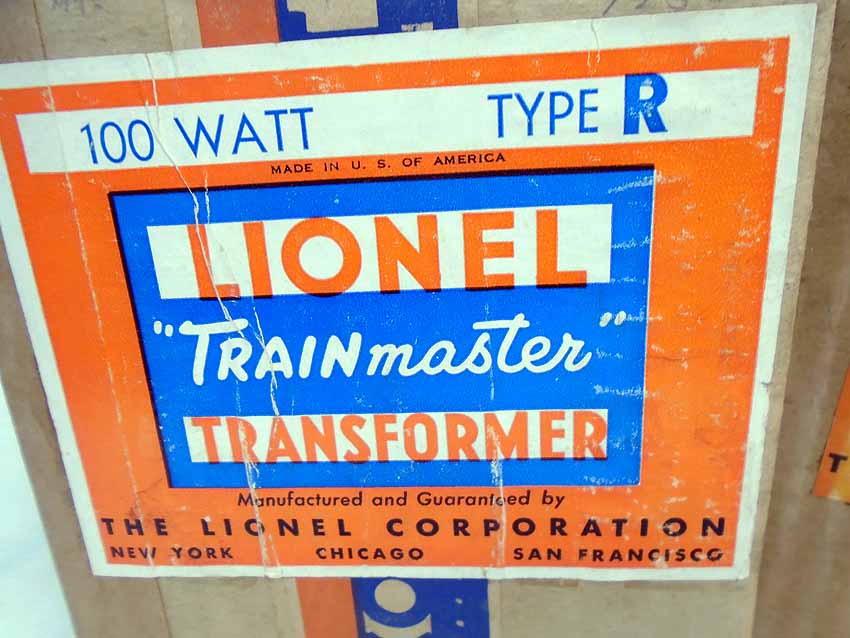 100 WATT TYPE R
MADE IN U. S. OF AMERICA
LIONEL
"TRAINmaster"
TRANSFORMER
Manufactured and Guaranteed by
THE LIONEL CORPORATION
NEW YORK CHICAGO SAN FRANCISCO
T